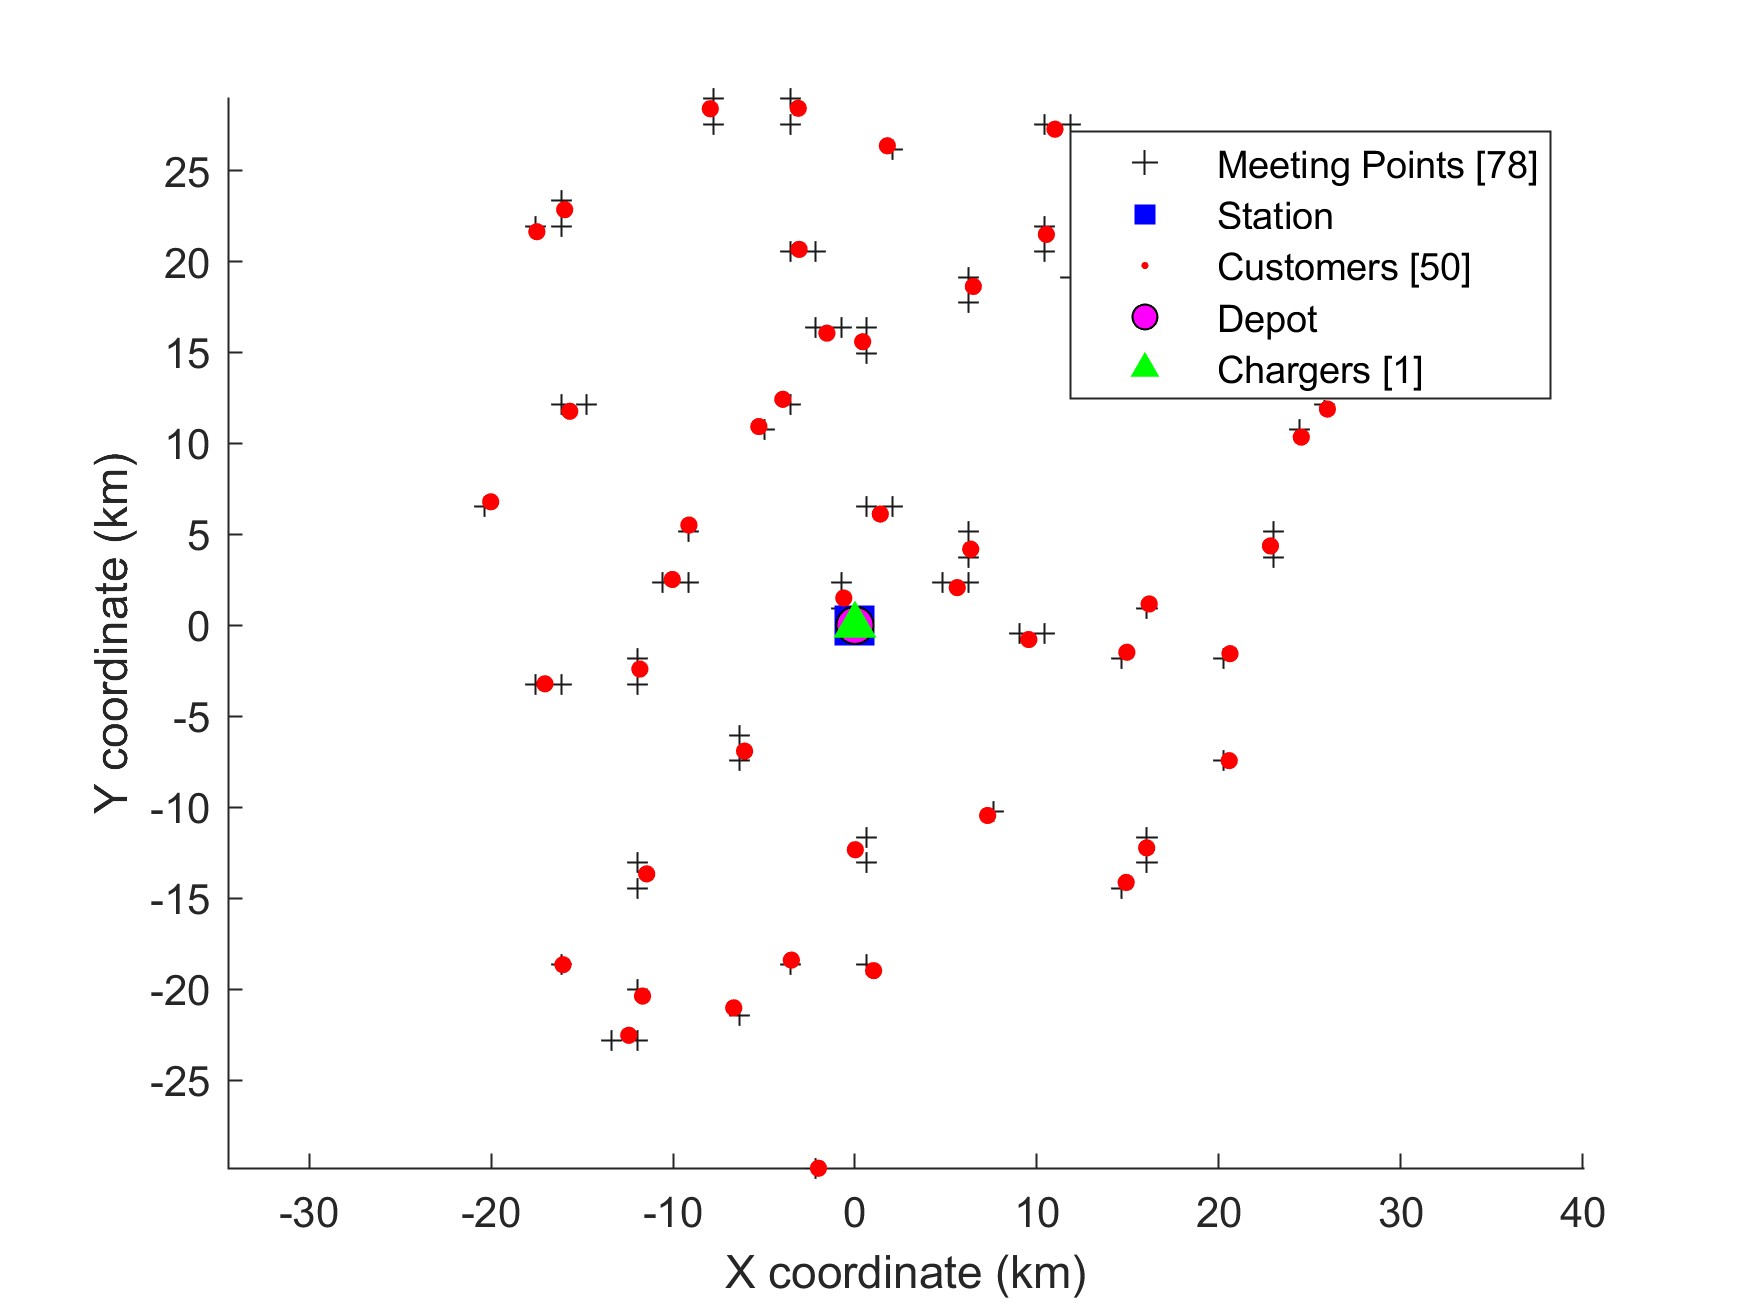 25
20
15
10
5
0
-5
-10
-15
-20
-25
Y coordinate (km)
-30 -20 -10 0 10 20 30 40
X coordinate (km)
Meeting Points [78]
Station
Customers [50]
Depot
Chargers [1]